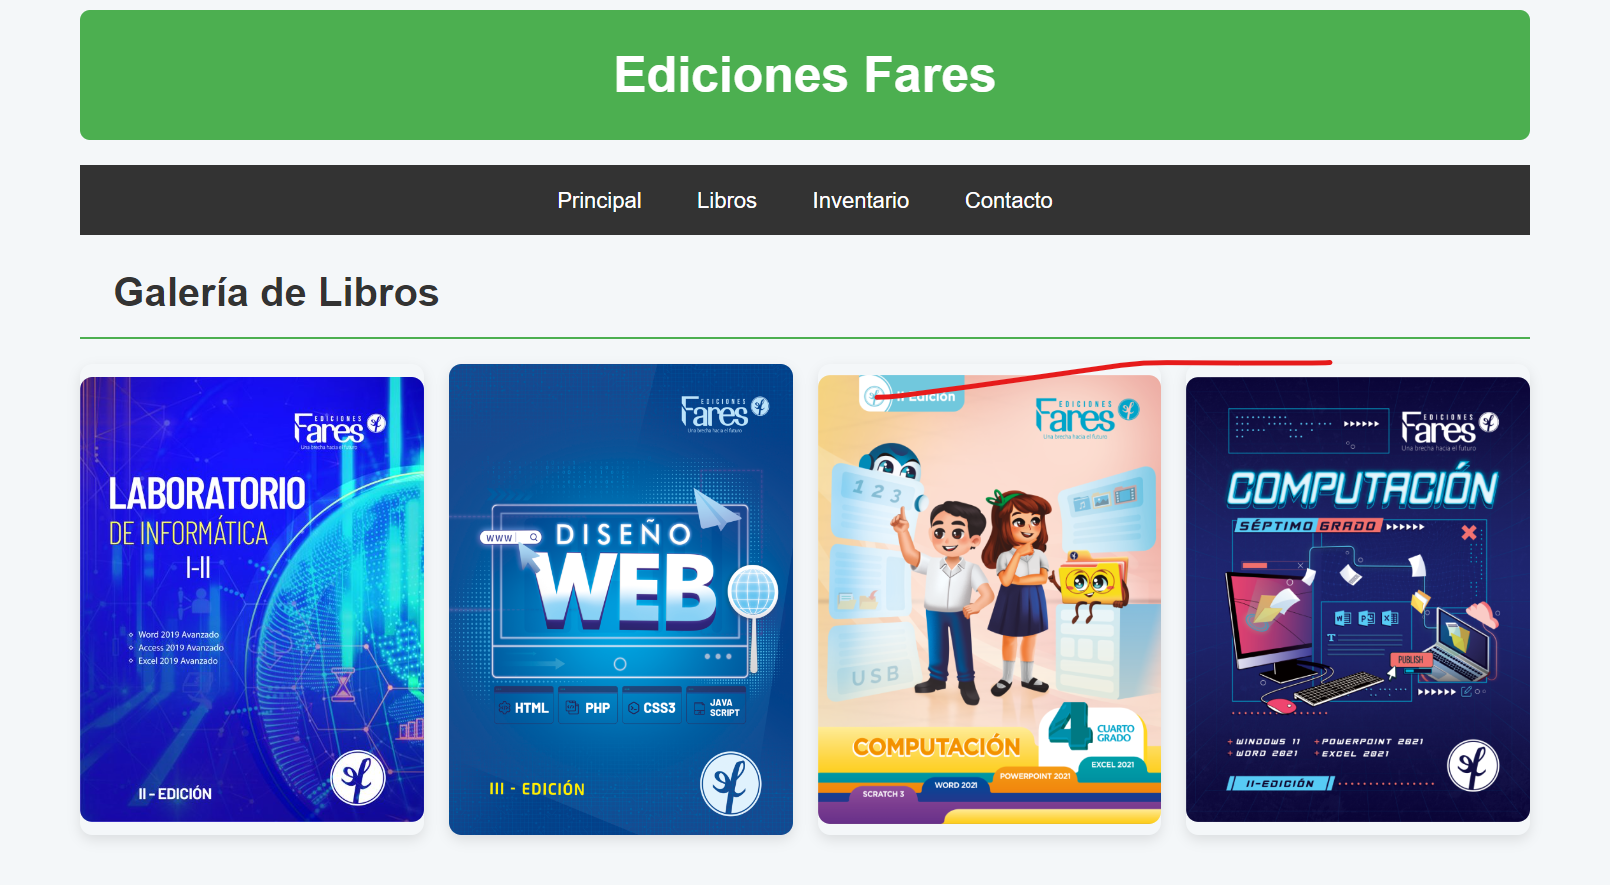 Ediciones Fares
Principal Libros Inventario Contacto
Galería de Libros
EDICIONES
Fares
Una brecha hacia el futuro
LABORATORIO
DE INFORMÁTICA
I-II
Word 2019 Avanzado
Access 2019 Avanzado
Excel 2019 Avanzado
II - EDICIÓN
EDICIONES
Fares
Una brecha hacia el futuro
WWW
DISEÑO
WEB
HTML PHP CSS3 JAVA
SCRIPT
III - EDICIÓN
II Edición
EDICIONES
Fares
Una brecha hacia el futuro
1 2 3
USB
4 CUARTO
GRADO
COMPUTACIÓN
EXCEL 2021
POWERPOINT 2021
WORD 2021
SCRATCH 3
EDICIONES
Fares
Una brecha hacia el futuro
COMPUTACIÓN
SÉPTIMO GRADO
W P X
T
PUBLISH
+ WINDOWS 11 + POWERPOINT 2021
+ WORD 2021 + EXCEL 2021
II-EDICIÓN